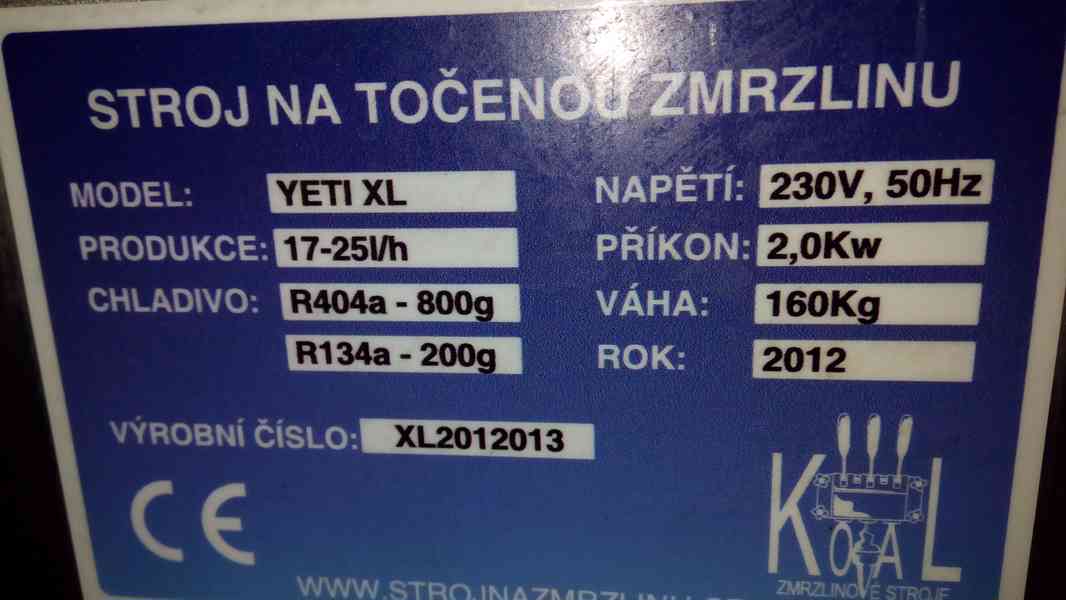 STROJ NA TOČENOU ZMRZLINU
MODEL: YETI XL
PRODUKCE: 17-25l/h
CHLADIVO: R404a - 800g
R134a - 200g
NAPĚTÍ: 230V, 50Hz
PŘÍKON: 2,0Kw
VÁHA: 160Kg
ROK: 2012
VÝROBNÍ ČÍSLO: XL2012013
CE
KOAL
ZMRZLINOVÉ STROJE